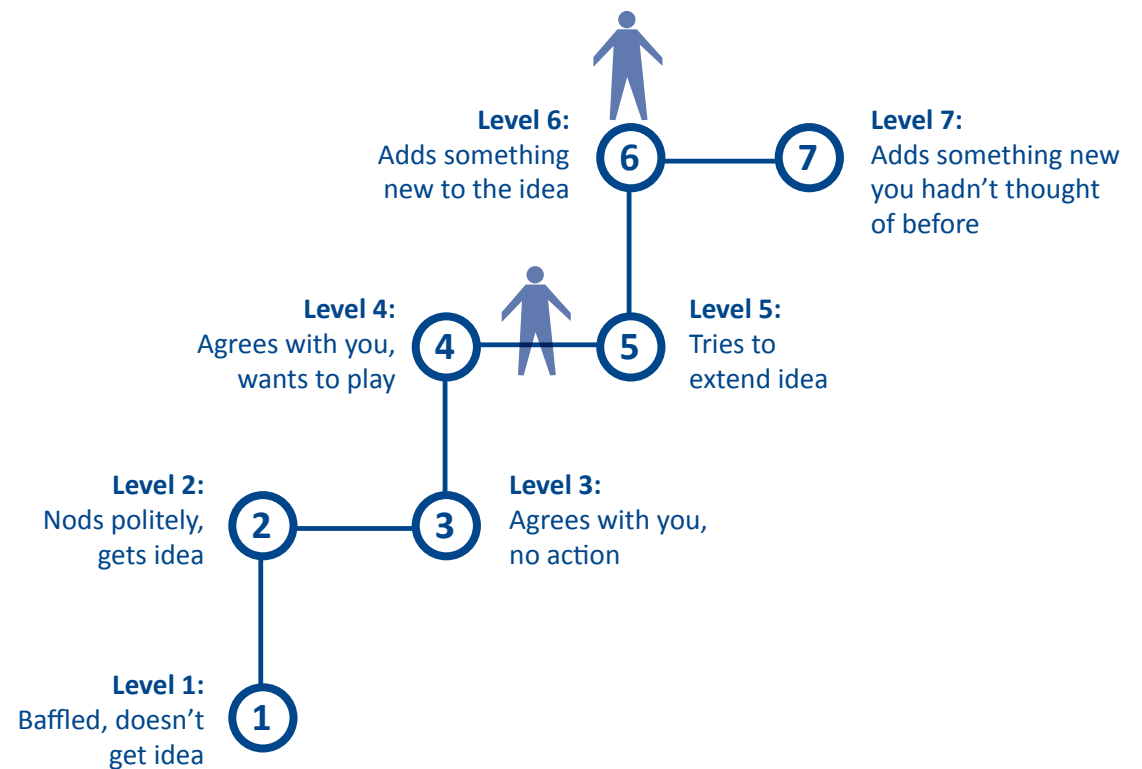 Level 6:
Adds something
new to the idea
6
7
Level 7:
Adds something new
you hadn't thought
of before
Level 4:
Agrees with you,
wants to play
4
5
Level 5:
Tries to
extend idea
Level 2:
Nods politely,
gets idea
2
3
Level 3:
Agrees with you,
no action
Level 1:
Baffled, doesn't
get idea
1